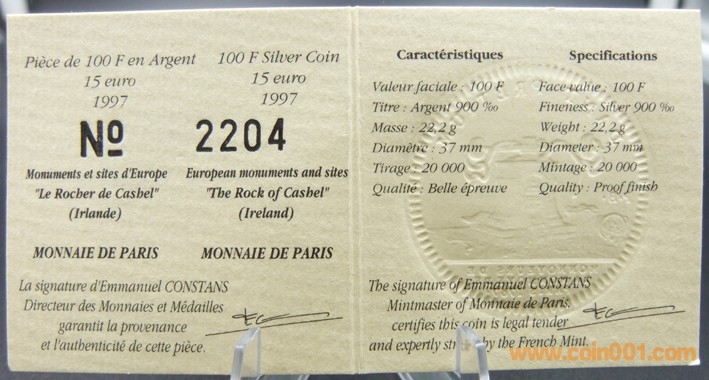 Pièce de 100 F en Argent
15 euro
1997
100 F Silver Coin
15 euro
1997
Nº 2204
Monuments et sites d'Europe
"Le Rocher de Cashel"
(Irlande)
European monuments and sites
"The Rock of Cashel"
(Ireland)
MONNAIE DE PARIS
MONNAIE DE PARIS
La signature d'Emmanuel CONSTANS
Directeur des Monnaies et Médailles
garantit la provenance
et l'authenticité de cette pièce.
Caractéristiques
Valeur faciale : 100 F
Titre : Argent 900 ‰
Masse : 22,2 g
Diamètre : 37 mm
Tirage : 20 000
Qualité : Belle épreuve
Specifications
Face value : 100 F
Fineness : Silver 900 ‰
Weight : 22,2 g
Diameter : 37 mm
Mintage : 20 000
Quality : Proof finish
The signature of Emmanuel CONSTANS
Mintmaster of Monnaie de Paris,
certifies this coin is legal tender
and expertly by the French Mint.
www.coin001.com